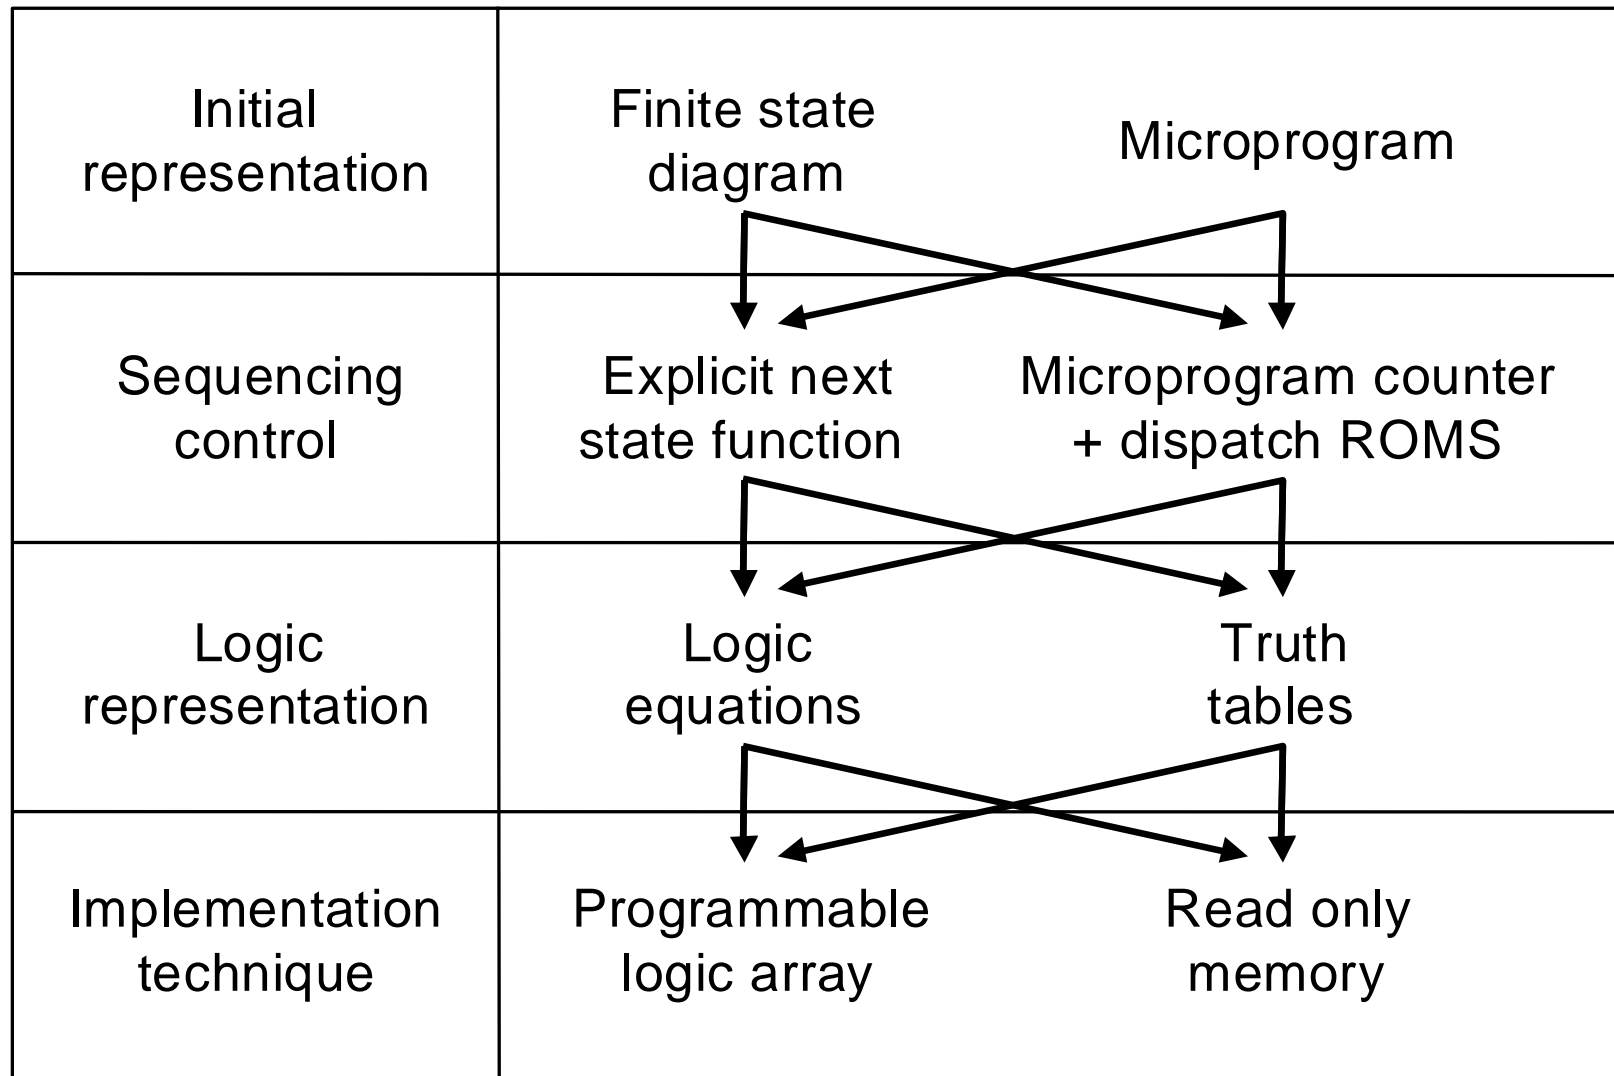 Initial
representation
Finite state
diagram
Microprogram
Sequencing
control
Explicit next
state function
Microprogram counter
+ dispatch ROMS
Logic
representation
Logic
equations
Truth
tables
Implementation
technique
Programmable
logic array
Read only
memory